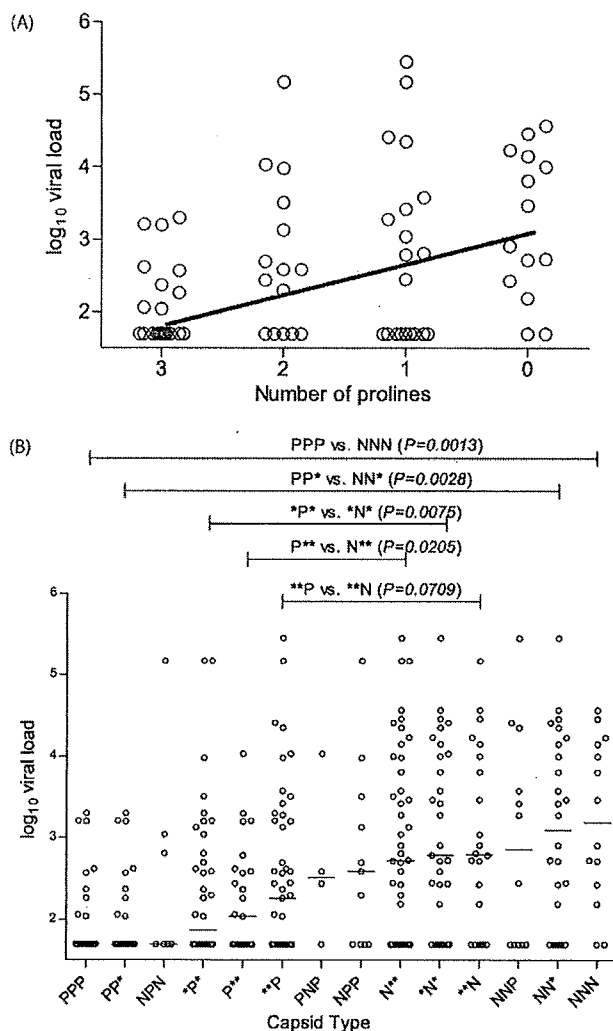 (A)
6
5
4
3
2
log10 viral load
3 2 1 0
Number of prolines
(B)
PPP vs. NNN (P=0.0013)
PP* vs. NN* (P=0.0028)
*P* vs. *N* (P=0.0075)
P** vs. N** (P=0.0205)
**P vs. **N (P=0.0709)
6
5
4
3
2
log10 viral load
PPP PP* NPN *P* P** **P PNP NPP N** *N* **N NNP NN* NNN
Capsid Type